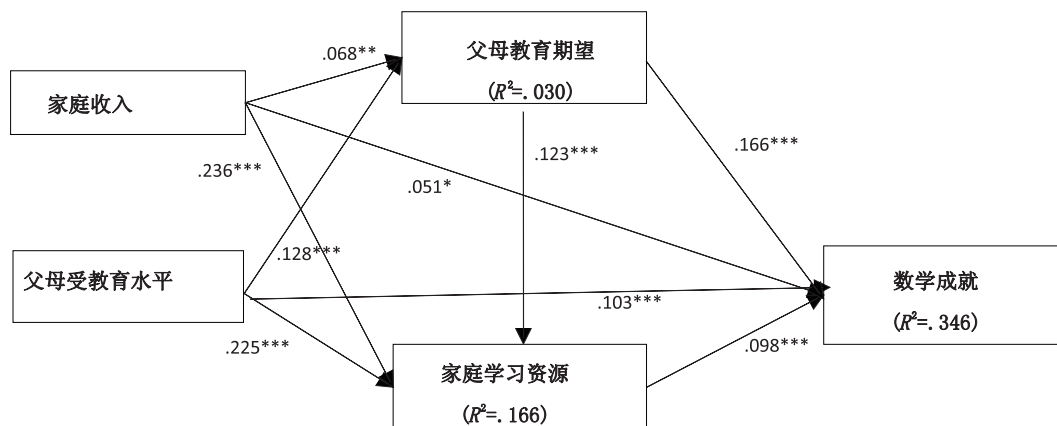 父母教育期望
(R²=.030)
.068**
家庭收入
.123***
.166***
.236***
.051*
.128***
父母受教育水平
数学成就
(R²=.346)
.103***
.225***
.098***
家庭学习资源
(R²=.166)